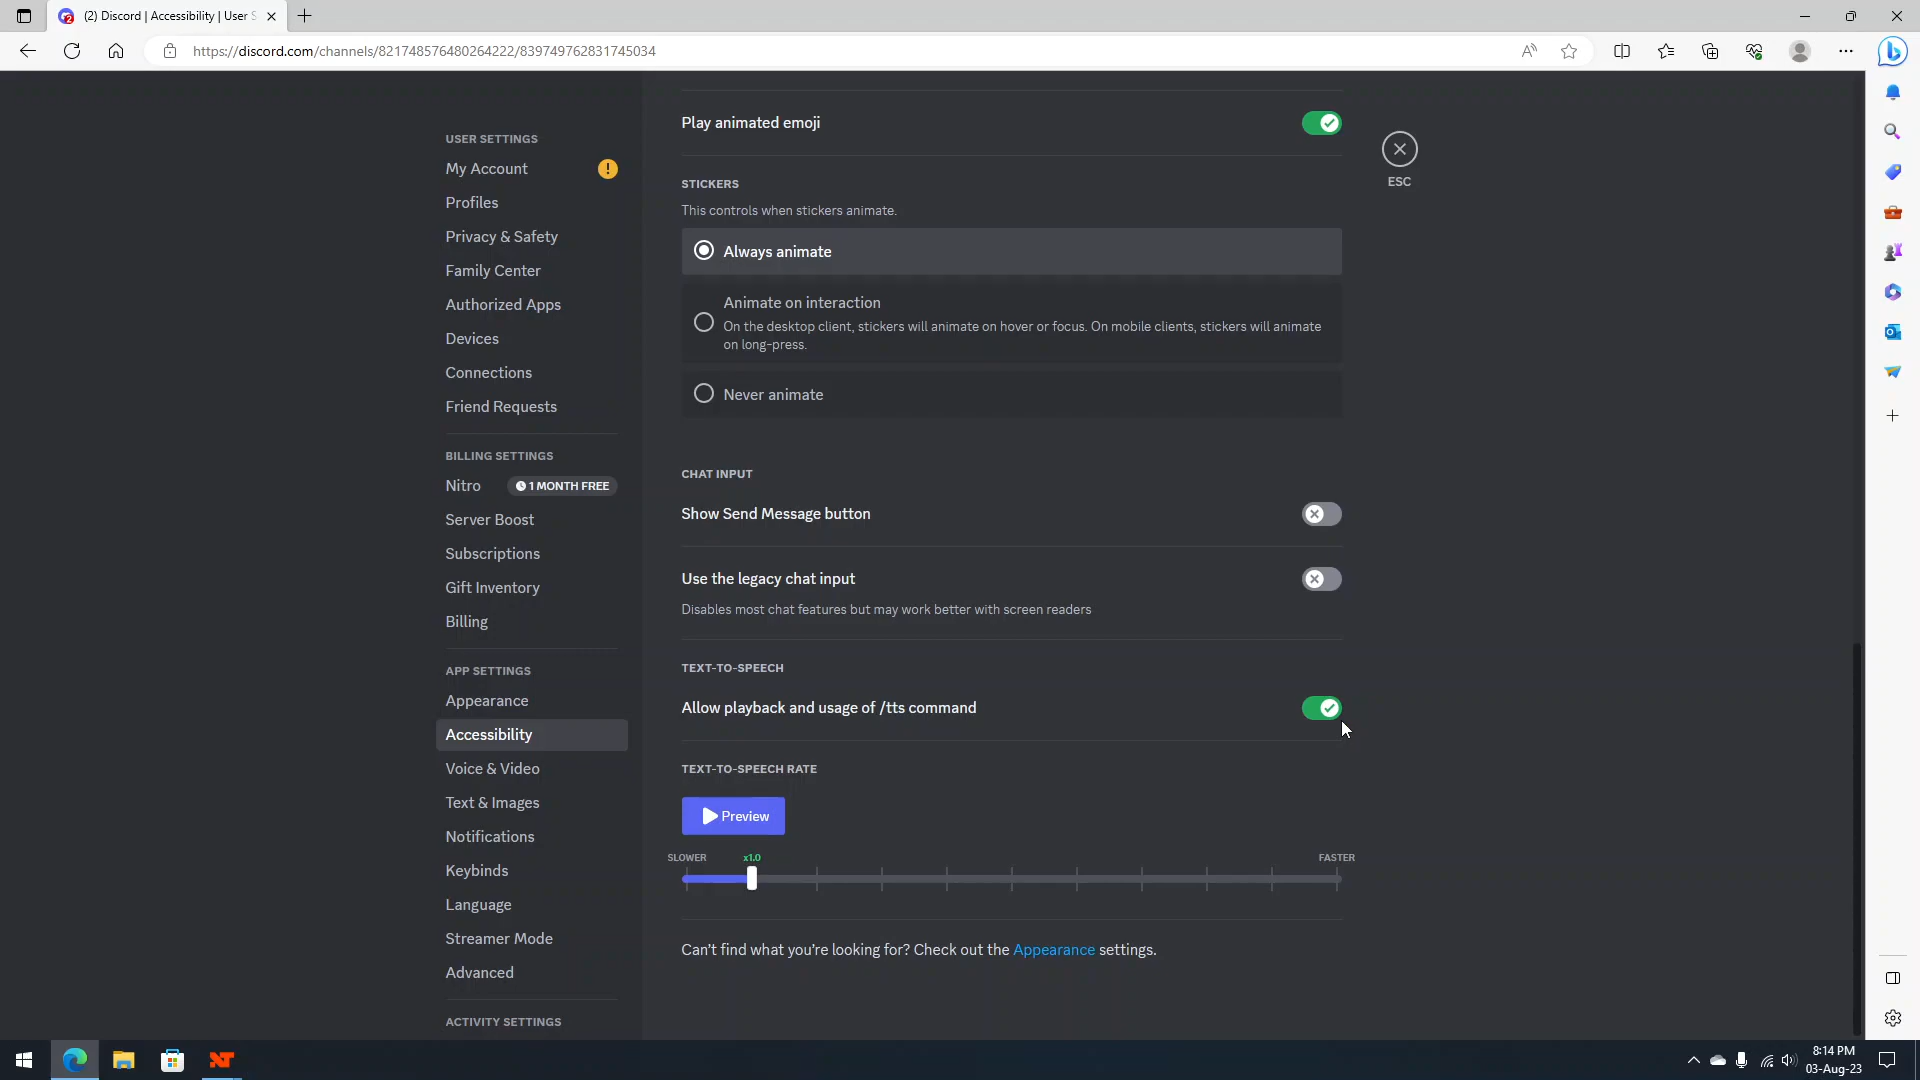 (2) Discord | Accessibility | User S
https://discord.com/channels/821748576480264222/839749762831745034
USER SETTINGS
My Account
!
Profiles
Privacy & Safety
Family Center
Authorized Apps
Devices
Connections
Friend Requests
BILLING SETTINGS
Nitro
1 MONTH FREE
Server Boost
Subscriptions
Gift Inventory
Billing
APP SETTINGS
Appearance
Accessibility
Voice & Video
Text & Images
Notifications
Keybinds
Language
Streamer Mode
Advanced
ACTIVITY SETTINGS
Play animated emoji
STICKERS
This controls when stickers animate.
Always animate
Animate on interaction
On the desktop client, stickers will animate on hover or focus. On mobile clients, stickers will animate
on long-press.
Never animate
CHAT INPUT
Show Send Message button
Use the legacy chat input
Disables most chat features but may work better with screen readers
TEXT-TO-SPEECH
Allow playback and usage of /tts command
TEXT-TO-SPEECH RATE
Preview
SLOWER
x1.0
FASTER
Can't find what you're looking for? Check out the Appearance settings.
ESC
8:14 PM
03-Aug-23